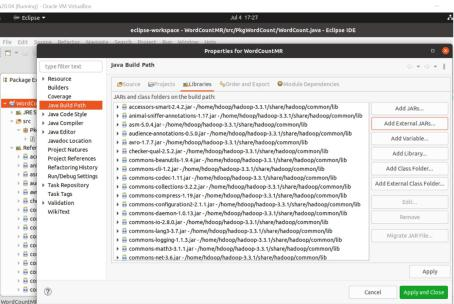 20.04 [Running] - Oracle VM VirtualBox
Eclipse
Jul 4 17:27
eclipse-workspace - WordCountMR/src/PkgWordCount/WordCount.java - Eclipse IDE
File Edit Source Refactor Navigate Search Project Run Window Help
Properties for WordCountMR
Package E
WordCo
JRE S
src
Refer
WordCountMR
type filter text
Resource
Builders
Coverage
Java Build Path
Java Code Style
Java Compiler
Java Editor
Javadoc Location
Project Natures
Project References
Refactoring History
Run/Debug Settings
Task Repository
Task Tags
Validation
WikiText
Java Build Path
Source Projects Libraries Order and Export Module Dependencies
JARs and class folders on the build path:
accessors-smart-2.4.2.jar - /home/hdoop/hadoop-3.3.1/share/hadoop/common/lib
animal-sniffer-annotations-1.17.jar - /home/hdoop/hadoop-3.3.1/share/hadoop/common/lib
asm-5.0.4.jar - /home/hdoop/hadoop-3.3.1/share/hadoop/common/lib
audience-annotations-0.5.0.jar - /home/hdoop/hadoop-3.3.1/share/hadoop/common/lib
avro-1.7.7.jar - /home/hdoop/hadoop-3.3.1/share/hadoop/common/lib
checker-qual-2.5.2.jar - /home/hdoop/hadoop-3.3.1/share/hadoop/common/lib
commons-beanutils-1.9.4.jar - /home/hdoop/hadoop-3.3.1/share/hadoop/common/lib
commons-cli-1.2.jar - /home/hdoop/hadoop-3.3.1/share/hadoop/common/lib
commons-codec-1.11.jar - /home/hdoop/hadoop-3.3.1/share/hadoop/common/lib
commons-collections-3.2.2.jar - /home/hdoop/hadoop-3.3.1/share/hadoop/common/lib
commons-compress-1.19.jar - /home/hdoop/hadoop-3.3.1/share/hadoop/common/lib
commons-configuration2-2.1.1.jar - /home/hdoop/hadoop-3.3.1/share/hadoop/common/lib
commons-daemon-1.0.13.jar - /home/hdoop/hadoop-3.3.1/share/hadoop/common/lib
commons-io-2.8.0.jar - /home/hdoop/hadoop-3.3.1/share/hadoop/common/lib
commons-lang3-3.7.jar - /home/hdoop/hadoop-3.3.1/share/hadoop/common/lib
commons-logging-1.1.3.jar - /home/hdoop/hadoop-3.3.1/share/hadoop/common/lib
commons-math3-3.1.1.jar - /home/hdoop/hadoop-3.3.1/share/hadoop/common/lib
commons-net-3.6.jar - /home/hdoop/hadoop-3.3.1/share/hadoop/common/lib
Add JARs...
Add External JARs...
Add Variable...
Add Library...
Add Class Folder...
Add External Class Folder...
Edit...
Remove
Migrate JAR File...
Apply
Cancel
Apply and Close